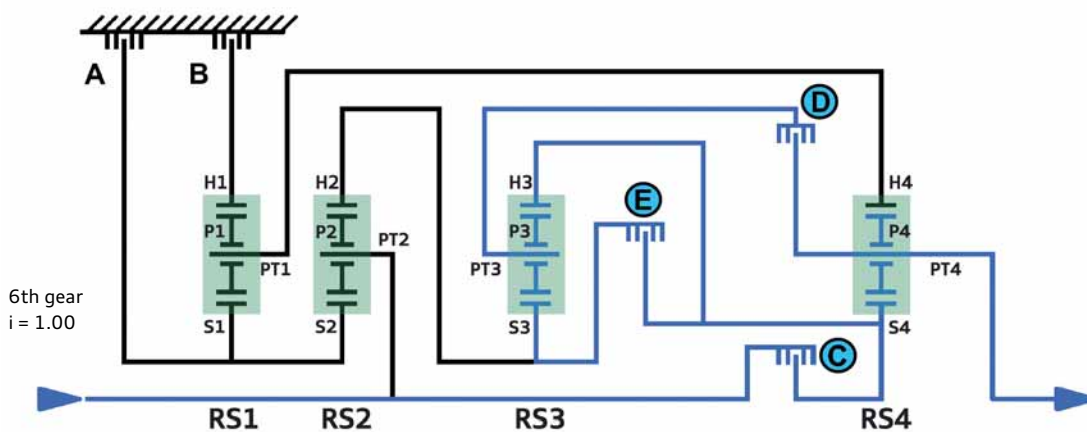 A
B
D
H1
H2
H3
E
H4
P1
P2
PT2
P3
P4
PT1
PT3
PT4
6th gear
i = 1.00
S1
S2
S3
S4
C
RS1
RS2
RS3
RS4